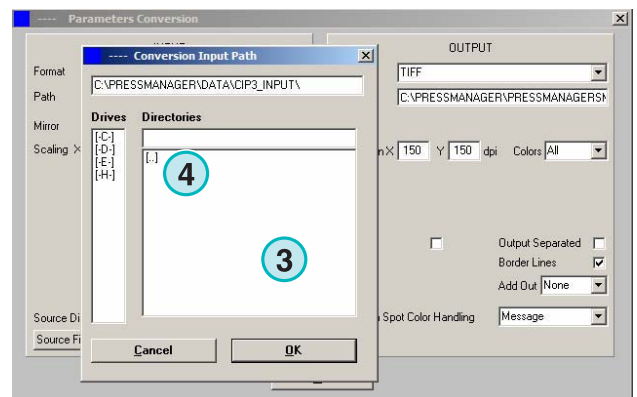 ---- Parameters Conversion
OUTPUT
---- Conversion Input Path
Format
TIFF
C:\PRESSMANAGER\DATA\CIP3_INPUT\
Path
C:\PRESSMANAGER\PRESSMANAGERSM
Drives Directories
Mirror
[-C-]
Scaling X
[-D-]
[..]
X 150 Y 150 dpi Colors All
[-E-]
[-H-]
4
3
Output Separated
Border Lines
Add Out None
Source Di
Spot Color Handling Message
Source Fi
Cancel OK